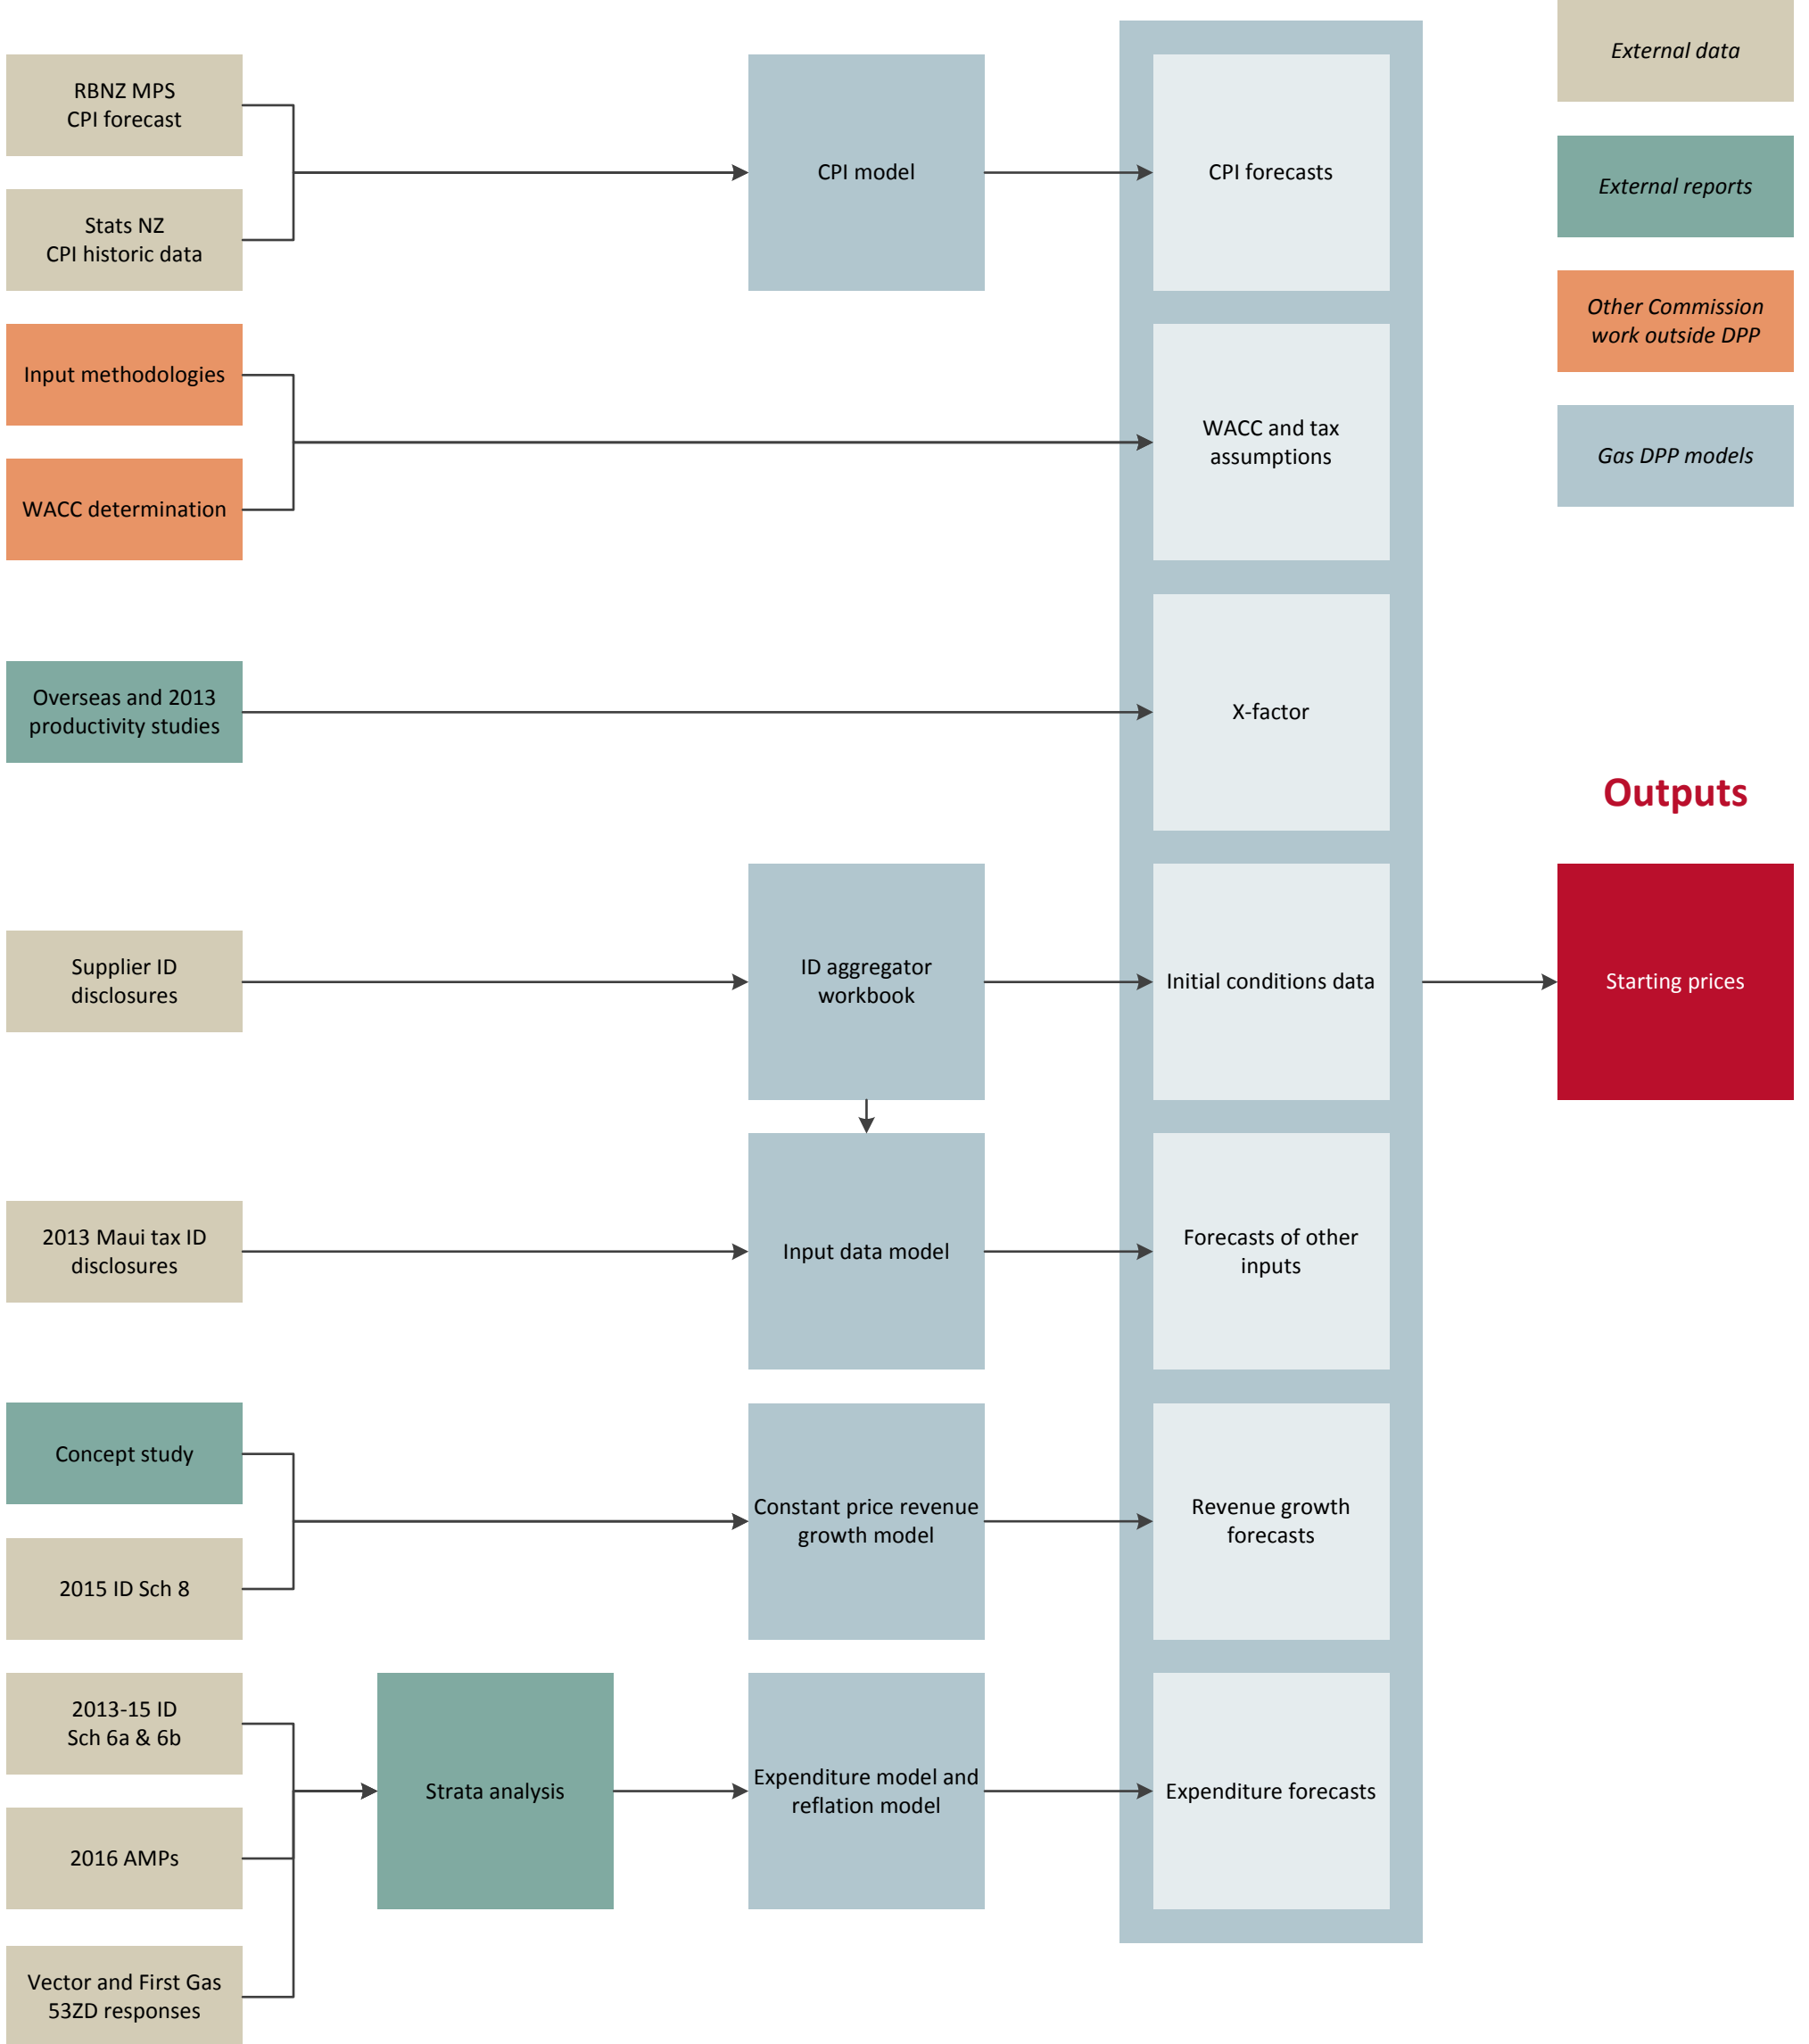 External data
RBNZ MPS
CPI forecast
CPI model
CPI forecasts
External reports
Stats NZ
CPI historic data
Other Commission
work outside DPP
Input methodologies
WACC and tax
assumptions
Gas DPP models
WACC determination
Overseas and 2013
productivity studies
X-factor
Outputs
Supplier ID
disclosures
ID aggregator
workbook
Initial conditions data
Starting prices
2013 Maui tax ID
disclosures
Input data model
Forecasts of other
inputs
Concept study
Constant price revenue
growth model
Revenue growth
forecasts
2015 ID Sch 8
2013-15 ID
Sch 6a & 6b
Strata analysis
Expenditure model and
reflation model
Expenditure forecasts
2016 AMPs
Vector and First Gas
53ZD responses